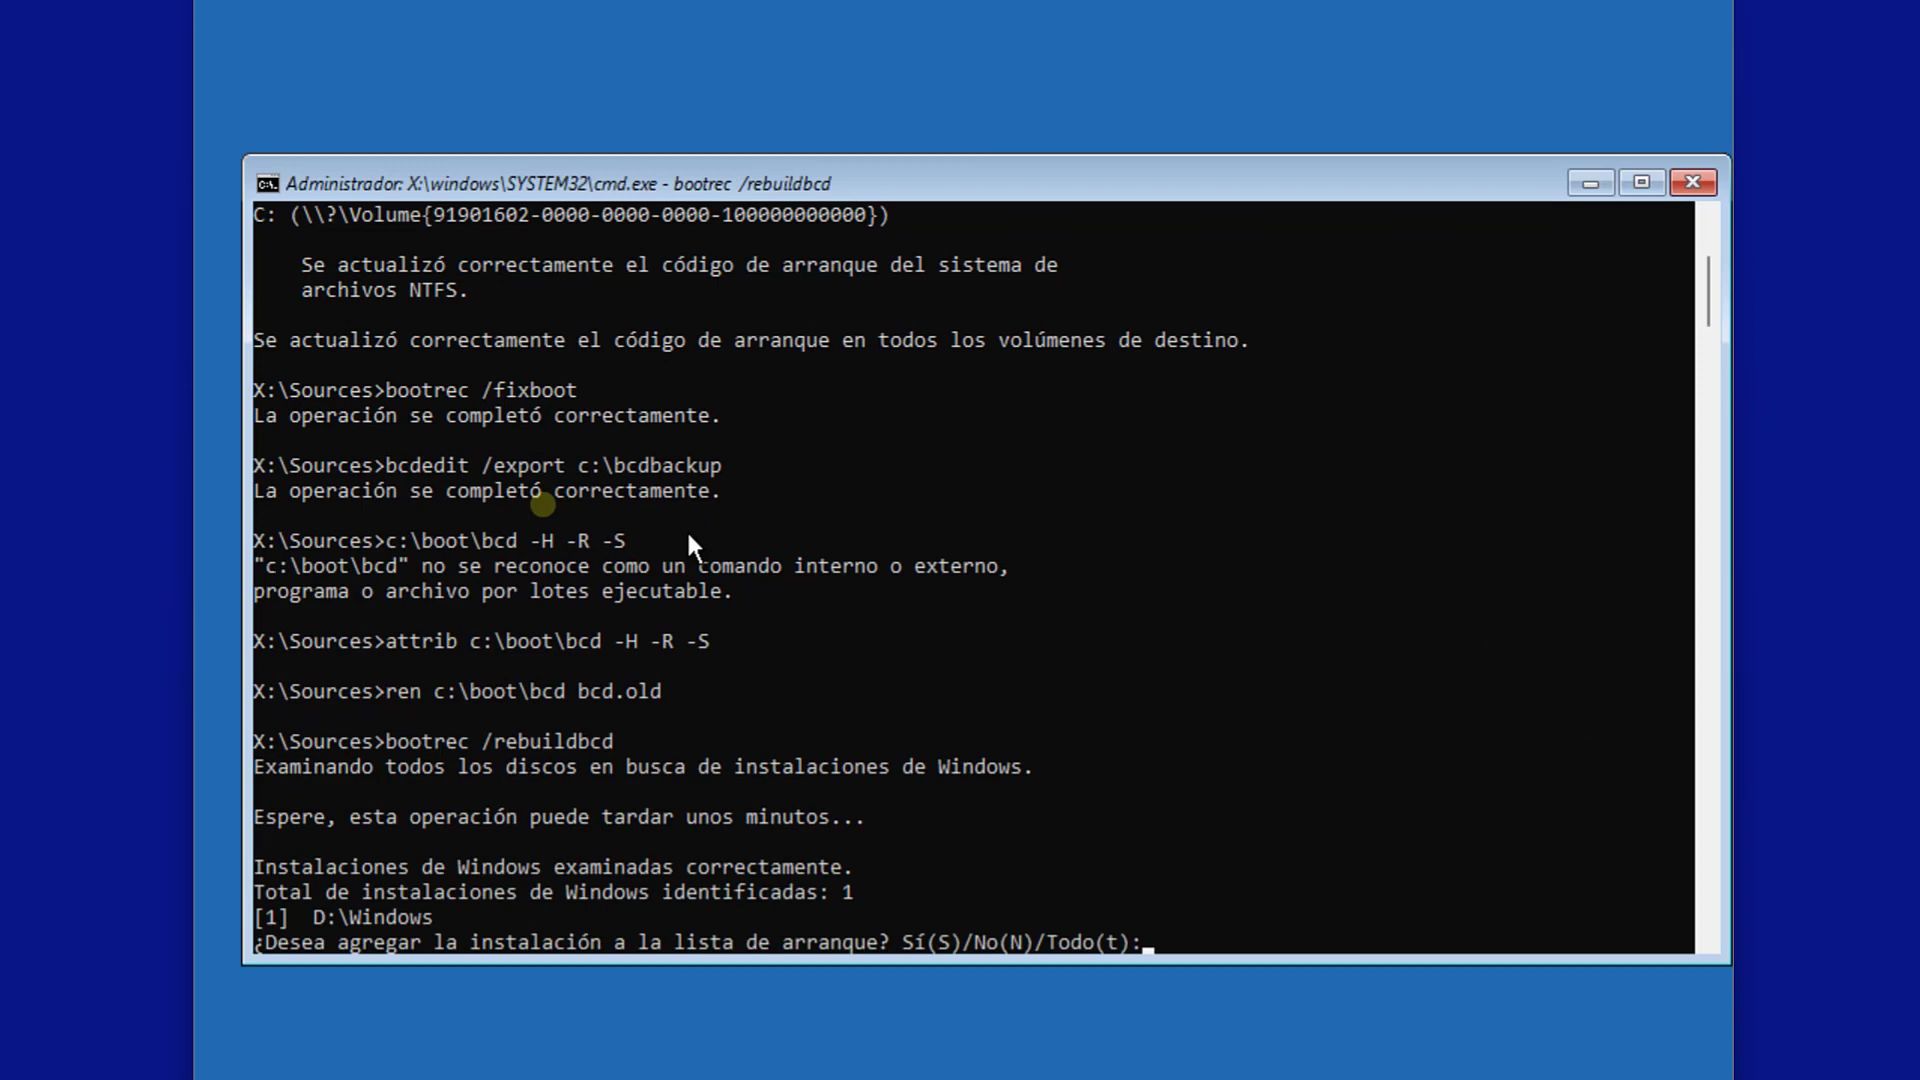 Administrador: X:\windows\SYSTEM32\cmd.exe - bootrec /rebuildbcd
C: (\\?\Volume{91901602-0000-0000-0000-100000000000})
Se actualizó correctamente el código de arranque del sistema de
archivos NTFS.
Se actualizó correctamente el código de arranque en todos los volúmenes de destino.
X:\Sources>bootrec /fixboot
La operación se completó correctamente.
X:\Sources>bcdedit /export c:\bcdbackup
La operación se completó correctamente.
X:\Sources>c:\boot\bcd -H -R -S
"c:\boot\bcd" no se reconoce como un comando interno o externo,
programa o archivo por lotes ejecutable.
X:\Sources>attrib c:\boot\bcd -H -R -S
X:\Sources>ren c:\boot\bcd bcd.old
X:\Sources>bootrec /rebuildbcd
Examinando todos los discos en busca de instalaciones de Windows.
Espere, esta operación puede tardar unos minutos...
Instalaciones de Windows examinadas correctamente.
Total de instalaciones de Windows identificadas: 1
[1]  D:\Windows
¿Desea agregar la instalación a la lista de arranque? Sí(S)/No(N)/Todo(t):